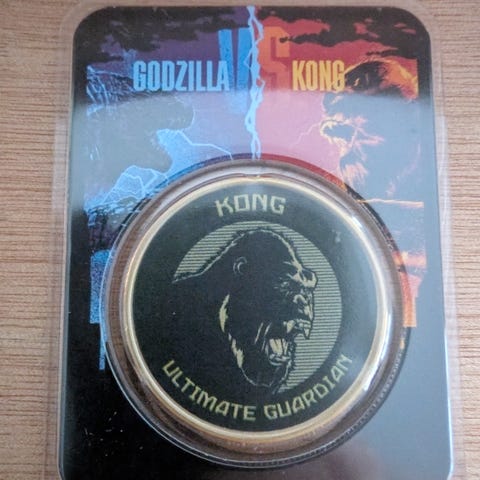 GODZILLA VS KONG
KONG
ULTIMATE GUARDIAN